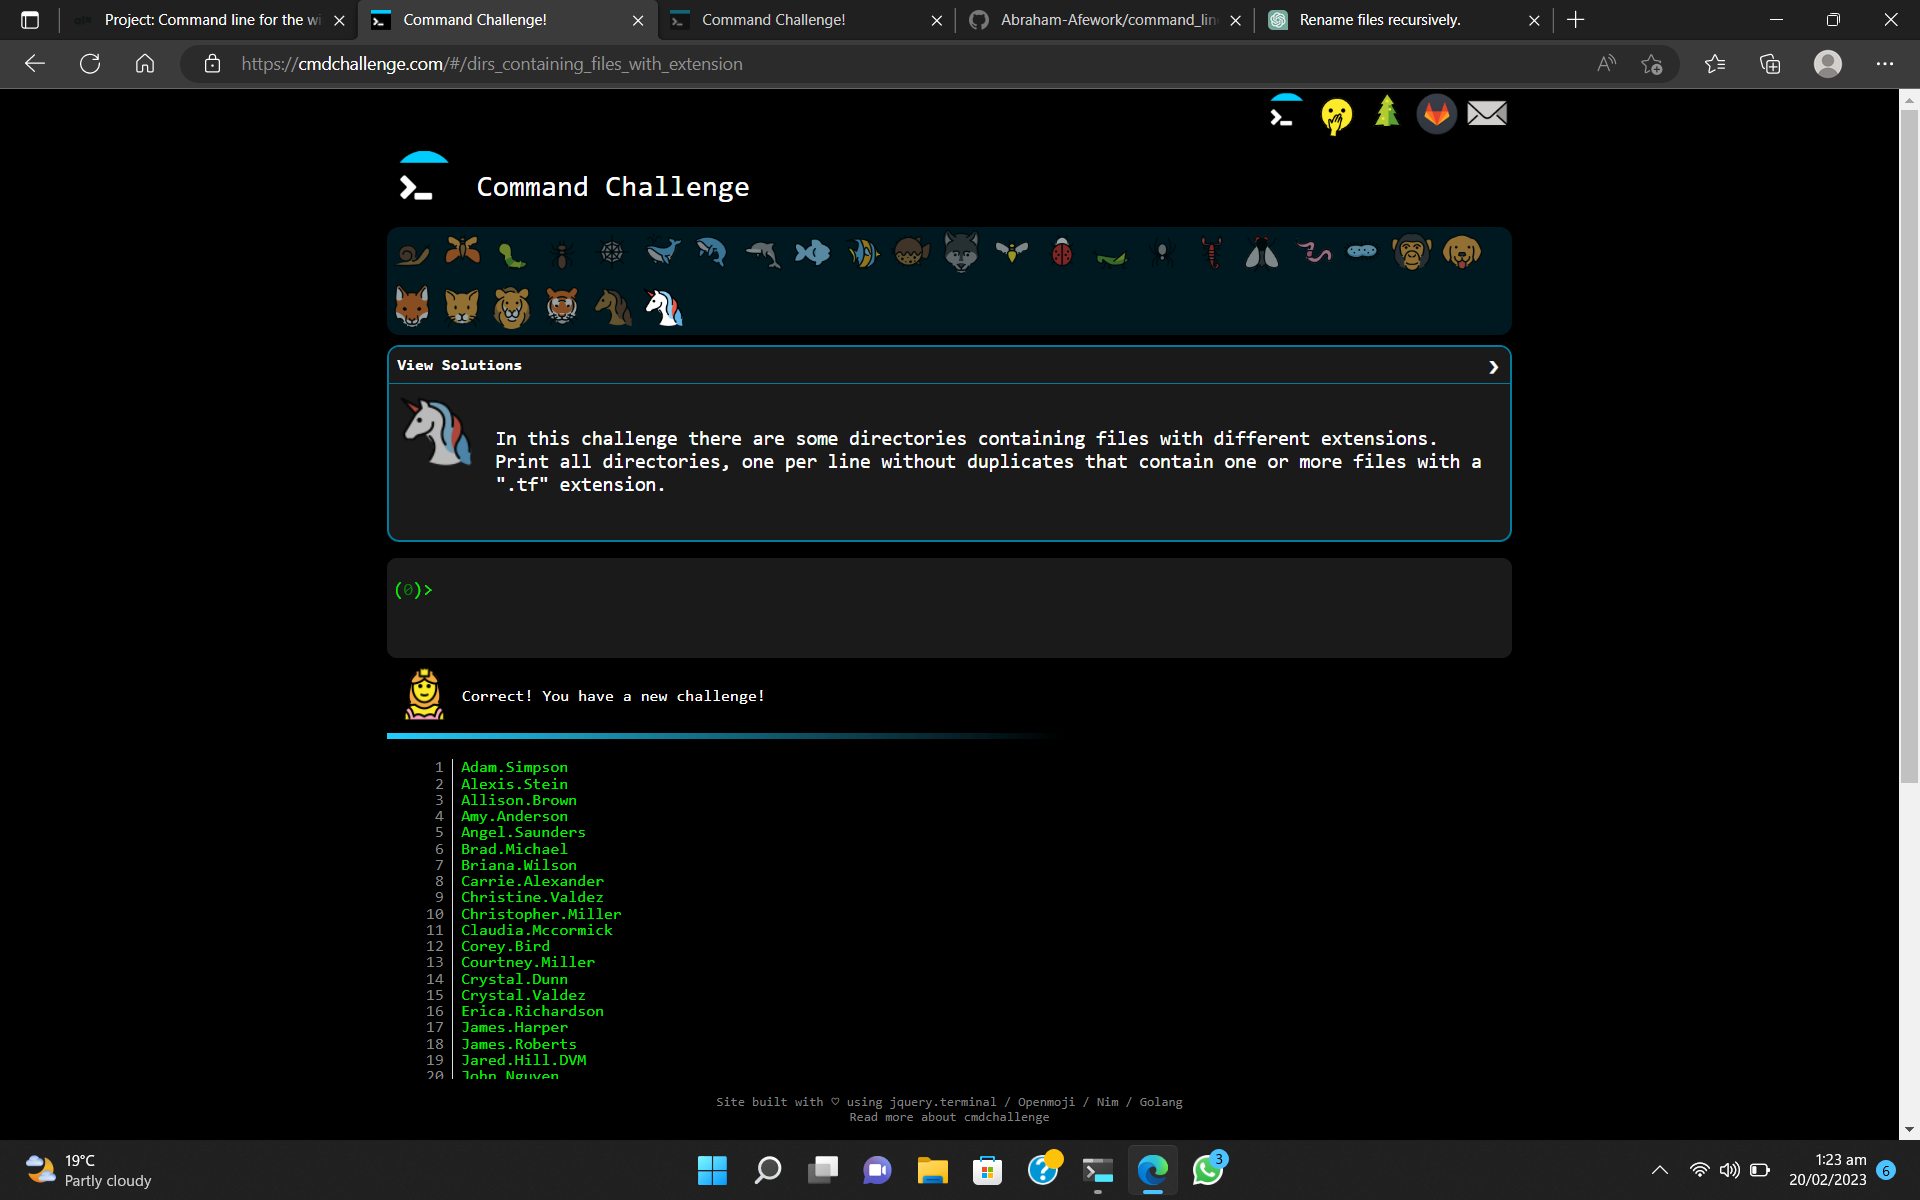 Project: Command line for the wi
Command Challenge!
Command Challenge!
Abraham-Afework/command_lin
Rename files recursively.
https://cmdchallenge.com/#/dirs_containing_files_with_extension
Command Challenge
View Solutions
In this challenge there are some directories containing files with different extensions.
Print all directories, one per line without duplicates that contain one or more files with a
".tf" extension.
(0)>
Correct! You have a new challenge!
1 Adam.Simpson
2 Alexis.Stein
3 Allison.Brown
4 Amy.Anderson
5 Angel.Saunders
6 Brad.Michael
7 Briana.Wilson
8 Carrie.Alexander
9 Christine.Valdez
10 Christopher.Miller
11 Claudia.Mccormick
12 Corey.Bird
13 Courtney.Miller
14 Crystal.Dunn
15 Crystal.Valdez
16 Erica.Richardson
17 James.Harper
18 James.Roberts
19 Jared.Hill.DVM
20 John.Nguyen
Site built with ♡ using jquery.terminal / Openmoji / Nim / Golang
Read more about cmdchallenge
19°C
Partly cloudy
3
1:23 am
20/02/2023
6